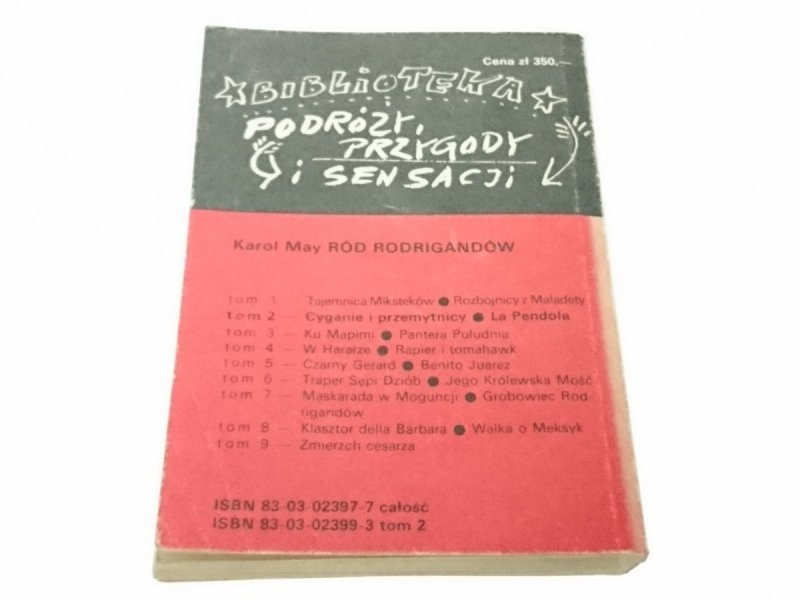 Cena zł 350,—
BIBLIOTEKA
PODRÓŻY,
PRZYGODY
i SENSACJI
Karol May RÓD RODRIGANDÓW
tom 1 — Tajemnica Miksteków ● Rozbójnicy z Maladety
tom 2 — Cyganie i przemytnicy ● La Pendola
tom 3 — Ku Mapimi ● Pantera Południa
tom 4 — W Hararze ● Rapier i tomahawk
tom 5 — Czarny Gerard ● Benito Juarez
tom 6 — Traper Sępi Dziób ● Jego Królewska Mość
tom 7 — Maskarada w Moguncji ● Grobowiec Rod-
rigandów
tom 8 — Klasztor della Barbara ● Walka o Meksyk
tom 9 — Zmierzch cesarza
ISBN 83-03-02397-7 całość
ISBN 83-03-02399-3 tom 2